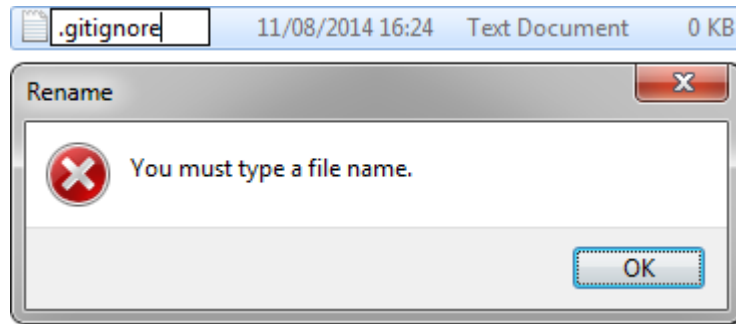 .gitignore 11/08/2014 16:24 Text Document 0 KB
Rename
You must type a file name.
OK